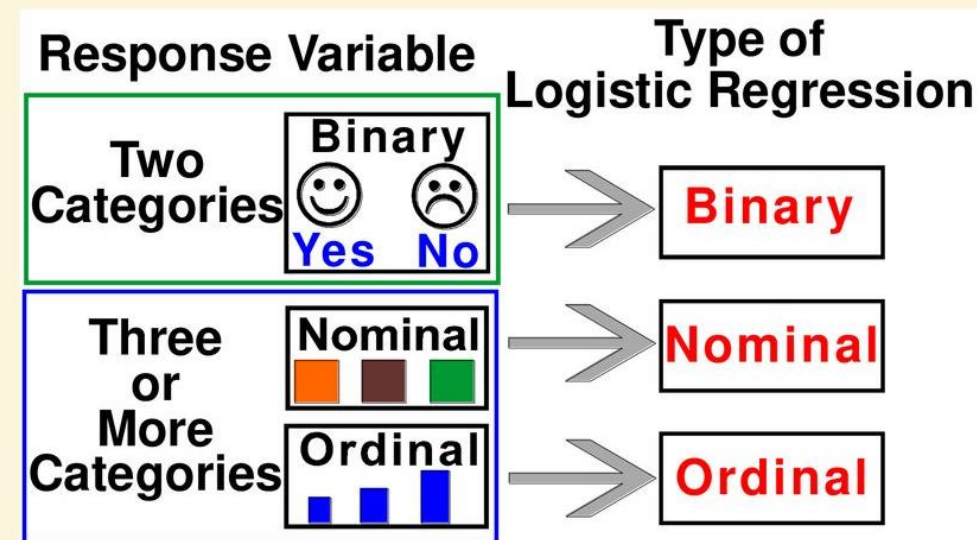 Response Variable
Type of
Logistic Regression
Two
Categories
Binary
Yes No
Binary
Three
or
More
Categories
Nominal
Nominal
Ordinal
Ordinal